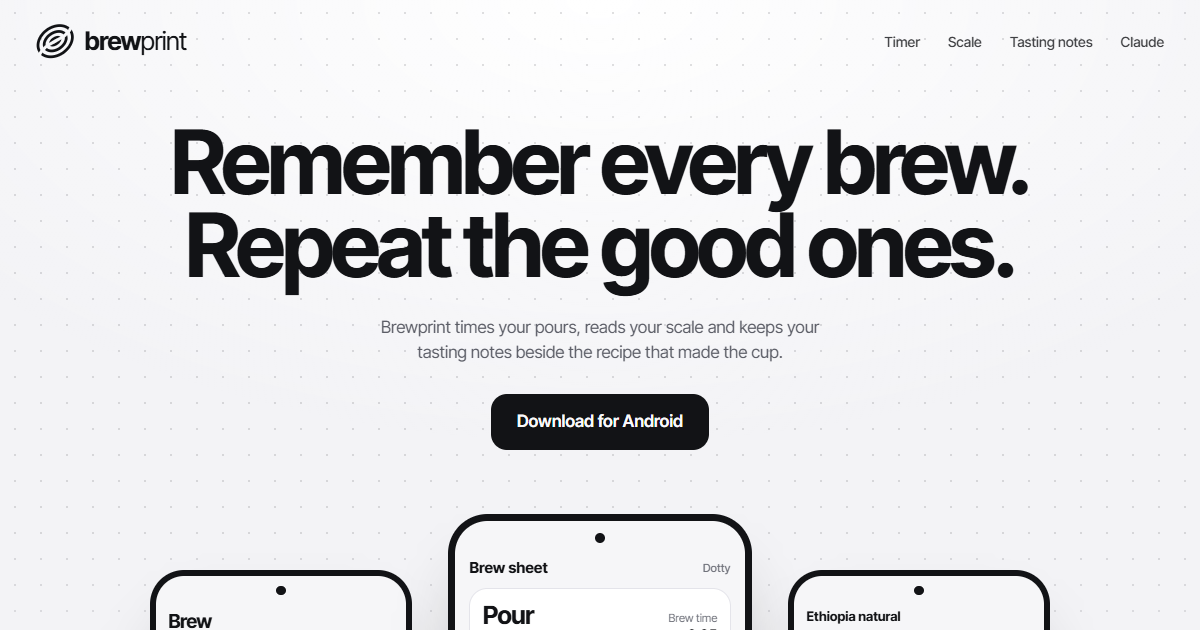 brewprint
Timer Scale Tasting notes Claude
Remember every brew.
Repeat the good ones.
Brewprint times your pours, reads your scale and keeps your
tasting notes beside the recipe that made the cup.
Download for Android
Brew sheet Dotty
Pour
Brew time
Brew
Ethiopia natural